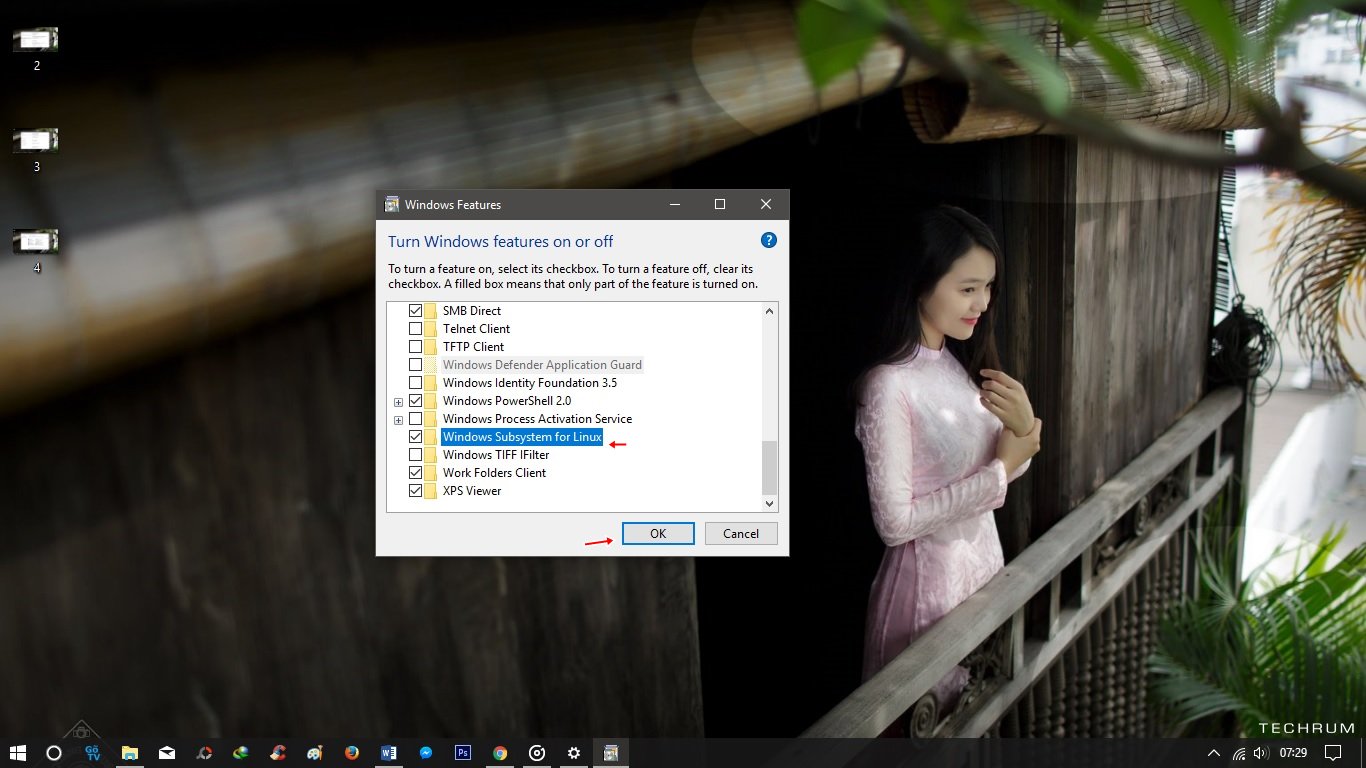 2
3
4
Windows Features
Turn Windows features on or off
?
To turn a feature on, select its checkbox. To turn a feature off, clear its
checkbox. A filled box means that only part of the feature is turned on.
SMB Direct
Telnet Client
TFTP Client
Windows Defender Application Guard
Windows Identity Foundation 3.5
Windows PowerShell 2.0
Windows Process Activation Service
Windows Subsystem for Linux
Windows TIFF IFilter
Work Folders Client
XPS Viewer
OK
Cancel
TECHRUM
Gõ
TV
W
Ps
07:29